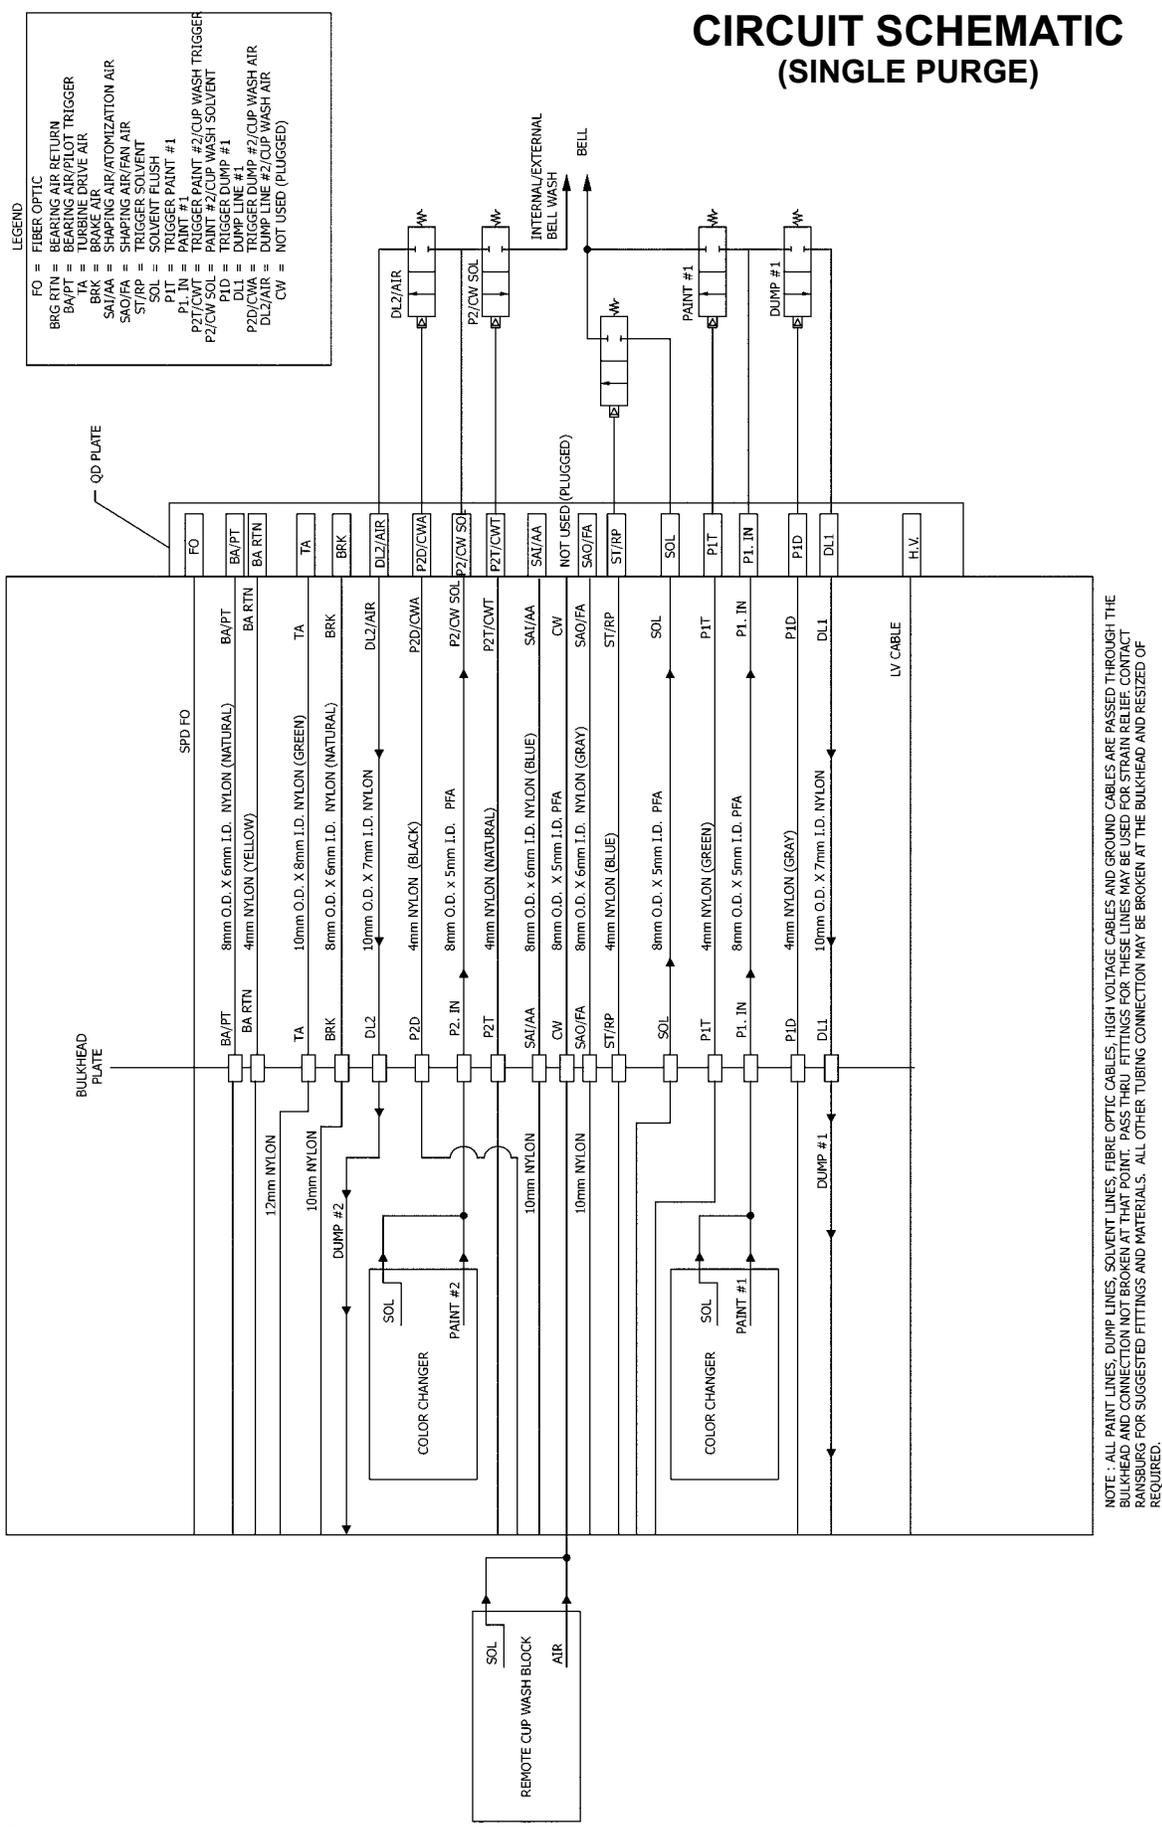 CIRCUIT SCHEMATIC
(SINGLE PURGE)
LEGEND
FO = FIBER OPTIC
BRG RTN = BEARING AIR RETURN
BA/PT = BEARING AIR/PILOT TRIGGER
TA = TURBINE DRIVE AIR
BRK = BRAKE AIR
SAI/AA = SHAPING AIR/ATOMIZATION AIR
SAO/FA = SHAPING AIR/FAN AIR
ST/RP = TRIGGER SOLVENT
SOL = SOLVENT FLUSH
P1T = TRIGGER PAINT #1
P1. IN = PAINT #1
P2T/CWT = TRIGGER PAINT #2/CUP WASH TRIGGER
P2/CW SOL = PAINT #2/CUP WASH SOLVENT
P1D = TRIGGER DUMP #1
DL1 = DUMP LINE #1
P2D/CWA = TRIGGER DUMP #2/CUP WASH AIR
DL2/AIR = DUMP LINE #2/CUP WASH AIR
CW = NOT USED (PLUGGED)
INTERNAL/EXTERNAL
BELL WASH
BELL
DL2/AIR
P2/CW SOL
PAINT #1
DUMP #1
QD PLATE
FO
BA/PT
BA RTN
TA
BRK
DL2/AIR
P2D/CWA
P2/CW SOL
P2T/CWT
SAI/AA
NOT USED (PLUGGED)
SAO/FA
ST/RP
SOL
P1T
P1. IN
P1D
DL1
H.V.
BA/PT
BA RTN
TA
BRK
DL2/AIR
P2D/CWA
P2/CW SOL
P2T/CWT
SAI/AA
CW
SAO/FA
ST/RP
SOL
P1T
P1. IN
P1D
DL1
LV CABLE
SPD FO
8mm O.D. X 6mm I.D. NYLON (NATURAL)
4mm NYLON (YELLOW)
10mm O.D. X 8mm I.D. NYLON (GREEN)
8mm O.D. X 6mm I.D. NYLON (NATURAL)
10mm O.D. X 7mm I.D. NYLON
4mm NYLON (BLACK)
8mm O.D. x 5mm I.D. PFA
4mm NYLON (NATURAL)
8mm O.D. x 6mm I.D. NYLON (BLUE)
8mm O.D. X 5mm I.D. PFA
8mm O.D. X 6mm I.D. NYLON (GRAY)
4mm NYLON (BLUE)
8mm O.D. X 5mm I.D. PFA
4mm NYLON (GREEN)
8mm O.D. X 5mm I.D. PFA
4mm NYLON (GRAY)
10mm O.D. X 7mm I.D. NYLON
BULKHEAD
PLATE
BA/PT
BA RTN
TA
BRK
DL2
P2D
P2. IN
P2T
SAI/AA
CW
SAO/FA
ST/RP
SOL
P1T
P1. IN
P1D
DL1
12mm NYLON
10mm NYLON
DUMP #2
10mm NYLON
10mm NYLON
DUMP #1
SOL
PAINT #2
COLOR CHANGER
SOL
PAINT #1
COLOR CHANGER
SOL
AIR
REMOTE CUP WASH BLOCK
NOTE : ALL PAINT LINES, DUMP LINES, SOLVENT LINES, FIBRE OPTIC CABLES, HIGH VOLTAGE CABLES AND GROUND CABLES ARE PASSED THROUGH THE
BULKHEAD AND CONNECTION NOT BROKEN AT THAT POINT. PASS THRU FITTINGS FOR THESE LINES MAY BE USED FOR STRAIN RELIEF. CONTACT
RANSBURG FOR SUGGESTED FITTINGS AND MATERIALS. ALL OTHER TUBING CONNECTION MAY BE BROKEN AT THE BULKHEAD AND RESIZED OF
REQUIRED.